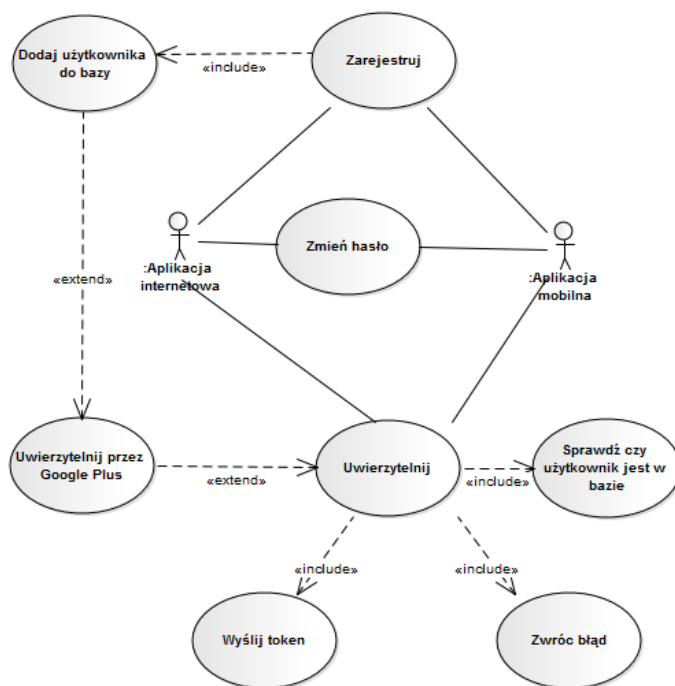 Dodaj użytkownika
do bazy
«include»
Zarejestruj
:Aplikacja
internetowa
Zmień hasło
:Aplikacja
mobilna
«extend»
Uwierzytelnij przez
Google Plus
«extend»
Uwierzytelnij
«include»
Sprawdź czy
użytkownik jest w
bazie
«include»
«include»
Wyślij token
Zwróc błąd